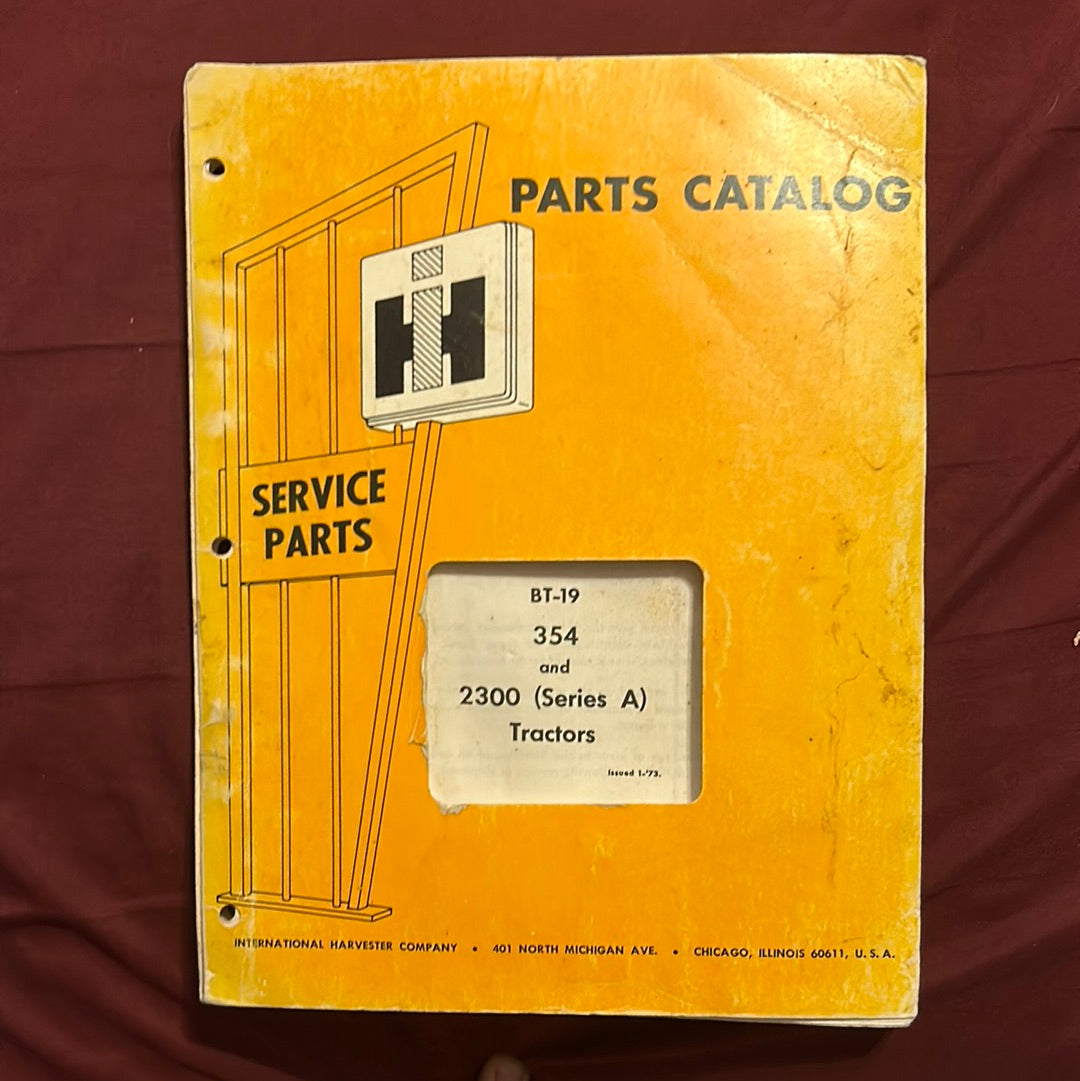 PARTS CATALOG
IH
SERVICE
PARTS
BT-19
354
and
2300 (Series A)
Tractors
Issued 1-'73.
INTERNATIONAL HARVESTER COMPANY • 401 NORTH MICHIGAN AVE. • CHICAGO, ILLINOIS 60611, U.S.A.